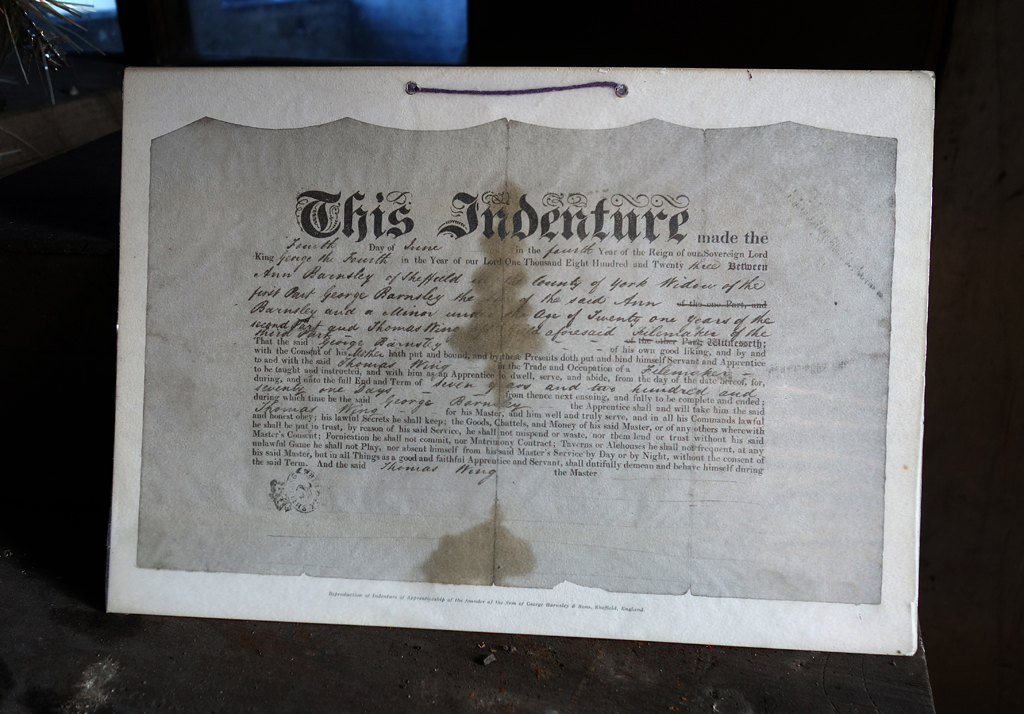 This Indenture made the
Fourth Day of June in the fourth Year of the Reign of our Sovereign Lord
King George the Fourth in the Year of our Lord One Thousand Eight Hundred and Twenty three Between
Ann Barnsley of Sheffield County of York Widow of the
first Part George Barnsley the of the said Ann of the one Part, and
Barnsley and a Minor under the Age of Twenty one Years of the
second Part and Thomas Wing aforesaid Filemaker of the
third Part of the other Part, Witnesseth;
That the said George Barnsley - - - of his own good liking, and by and
with the Consent of his Mother hath put and bound, and by these Presents doth put and bind himself Servant and Apprentice
to and with the said Thomas Wing in the Trade and Occupation of a Filemaker -
to be taught and instructed, and with him as an Apprentice to dwell, serve, and abide, from the day of the date hereof, for,
during, and unto the full End and Term of Seven Years and two hundred and
seventy one Days - - from thence next ensuing, and fully to be complete and ended;
during which time he the said George Barnsley the Apprentice shall and will take him the said
Thomas Wing - - for his Master, and him well and truly serve, and in all his Commands lawful
and honest obey; his lawful Secrets he shall keep; the Goods, Chattels, and Money of his said Master, or of any others wherewith
he shall be put in trust, by reason of his said Service, he shall not misspend or waste, nor them lend or trust without his said
Master's Consent; Fornication he shall not commit, nor Matrimony Contract; Taverns or Alehouses he shall not frequent, at any
unlawful Game he shall not Play, nor absent himself from his said Master's Service by Day or by Night, without the consent of
his said Master, but in all Things as a good and faithful Apprentice and Servant, shall dutifully demean and behave himself during
the said Term. And the said Thomas Wing the Master
Reproduction of Indenture of Apprenticeship of the founder of the firm of George Barnsley & Sons, Sheffield, England.